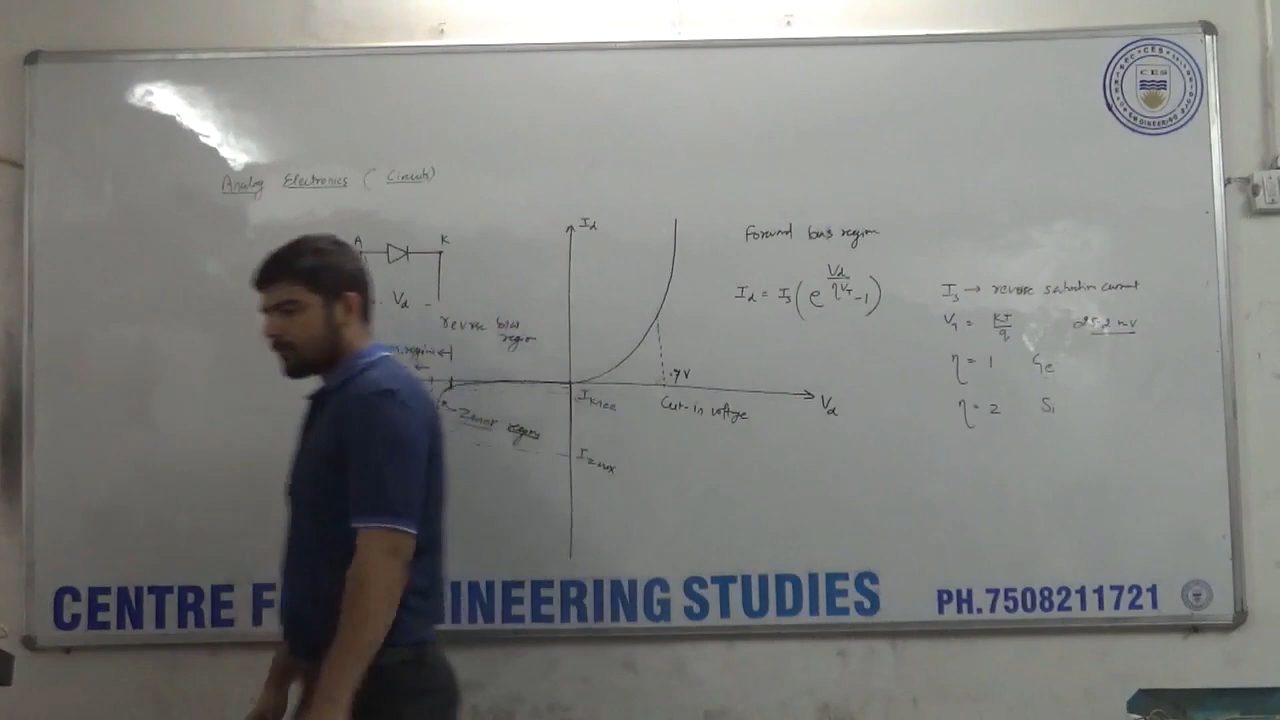 CES
Analog Electronics ( Circuits)
A K
Vd -
Id
reverse bias
region
Zener region
Iknee
Izmax
.7V
Cut-in voltage
Vd
Forward bias region
Id = Is(e^(Vd/ηVT) -1)
Is → reverse saturation current
Vη = KT/q 25.2 mv
η = 1 Ge
η = 2 Si
CENTRE F INEERING STUDIES
PH.7508211721